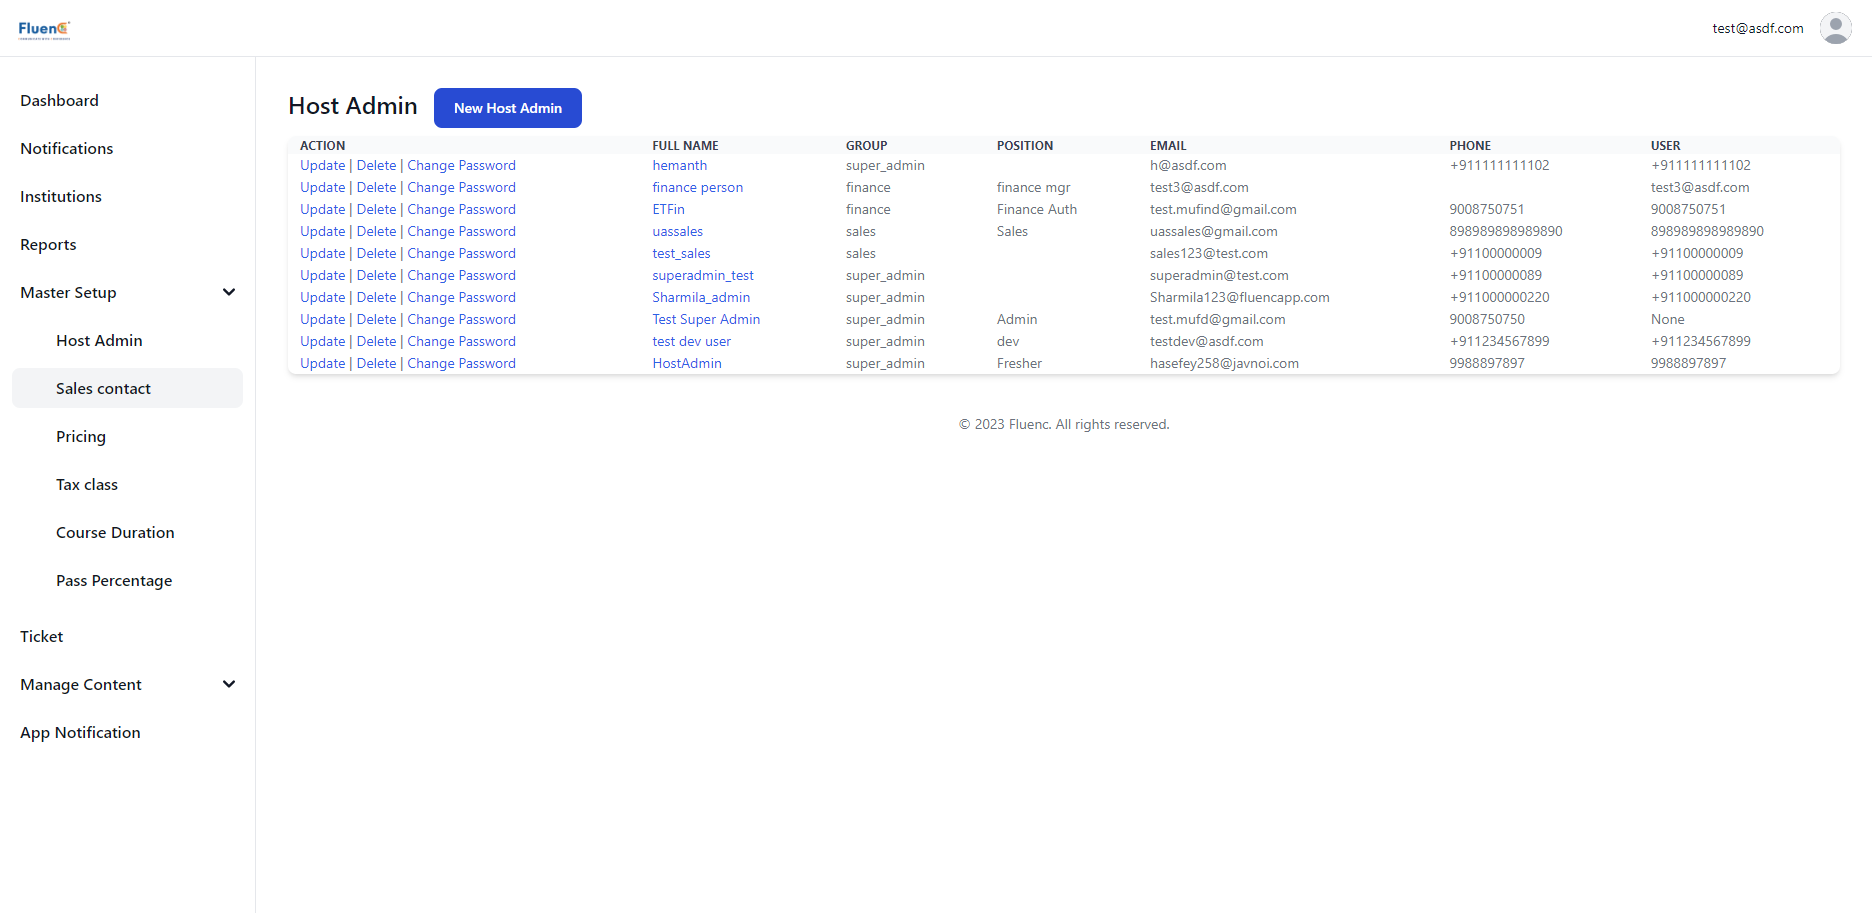 Fluenc
test@asdf.com
Dashboard
Notifications
Institutions
Reports
Master Setup
Host Admin
Sales contact
Pricing
Tax class
Course Duration
Pass Percentage
Ticket
Manage Content
App Notification
Host Admin New Host Admin
ACTION FULL NAME GROUP POSITION EMAIL PHONE USER
Update | Delete | Change Password hemanth super_admin h@asdf.com +911111111102 +911111111102
Update | Delete | Change Password finance person finance finance mgr test3@asdf.com test3@asdf.com
Update | Delete | Change Password ETFin finance Finance Auth test.mufind@gmail.com 9008750751 9008750751
Update | Delete | Change Password uassales sales Sales uassales@gmail.com 898989898989890 898989898989890
Update | Delete | Change Password test_sales sales sales123@test.com +91100000009 +91100000009
Update | Delete | Change Password superadmin_test super_admin superadmin@test.com +91100000089 +91100000089
Update | Delete | Change Password Sharmila_admin super_admin Sharmila123@fluencapp.com +911000000220 +911000000220
Update | Delete | Change Password Test Super Admin super_admin Admin test.mufd@gmail.com 9008750750 None
Update | Delete | Change Password test dev user super_admin dev testdev@asdf.com +911234567899 +911234567899
Update | Delete | Change Password HostAdmin super_admin Fresher hasefey258@javnoi.com 9988897897 9988897897
© 2023 Fluenc. All rights reserved.